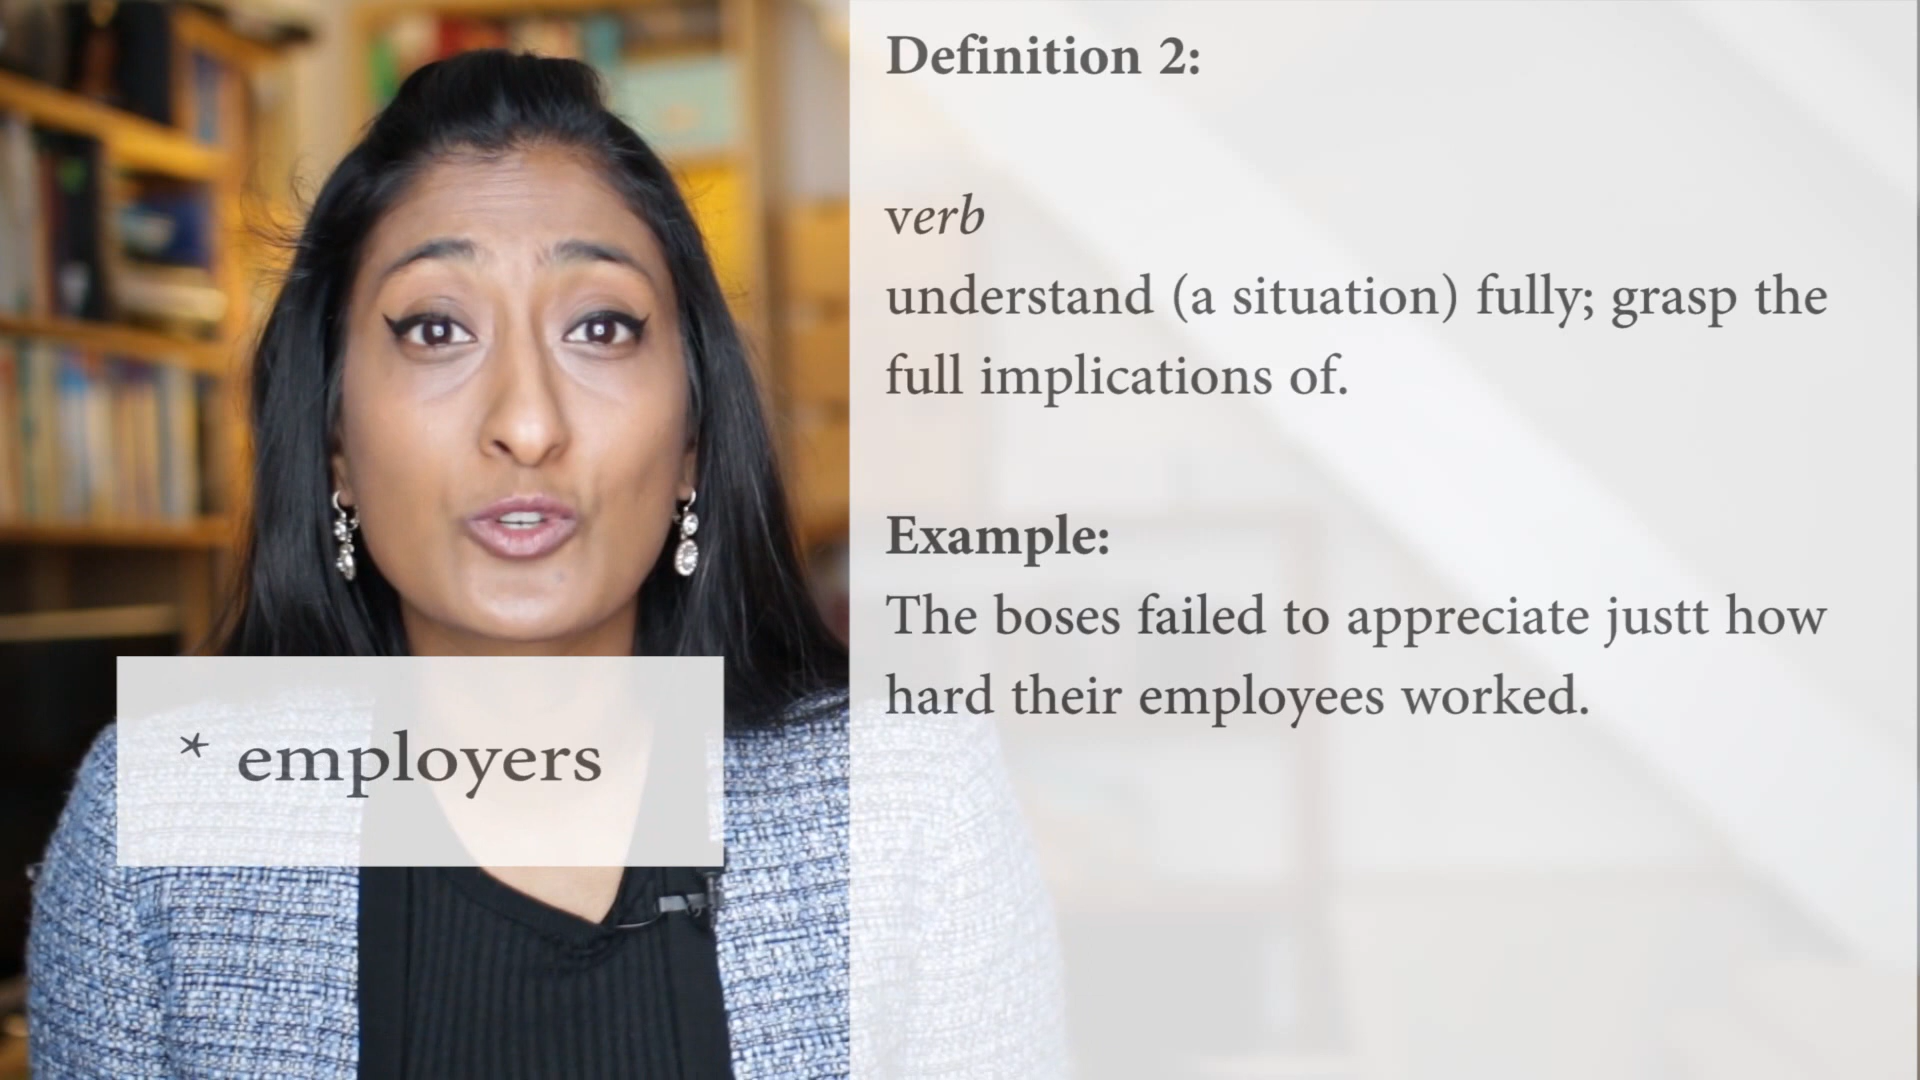 Definition 2:
verb
understand (a situation) fully; grasp the
full implications of.
Example:
The boses failed to appreciate justt how
hard their employees worked.
* employers